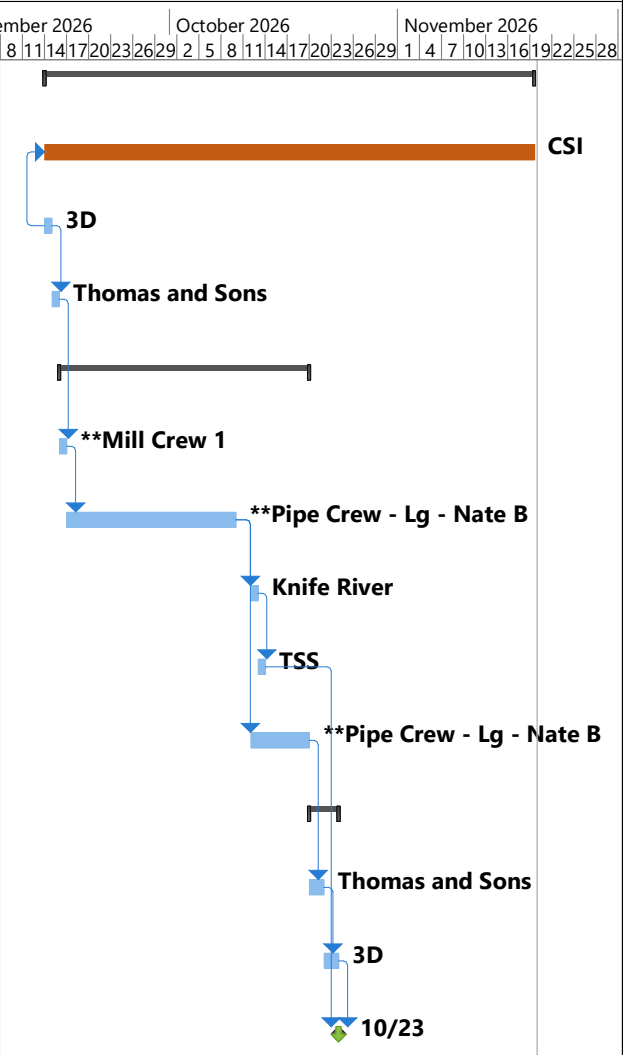 ember 2026 October 2026 November 2026
8 11 14 17 20 23 26 29 2 5 8 11 14 17 20 23 26 29 1 4 7 10 13 16 19 22 25 28
CSI
3D
Thomas and Sons
**Mill Crew 1
**Pipe Crew - Lg - Nate B
Knife River
TSS
**Pipe Crew - Lg - Nate B
Thomas and Sons
3D
10/23